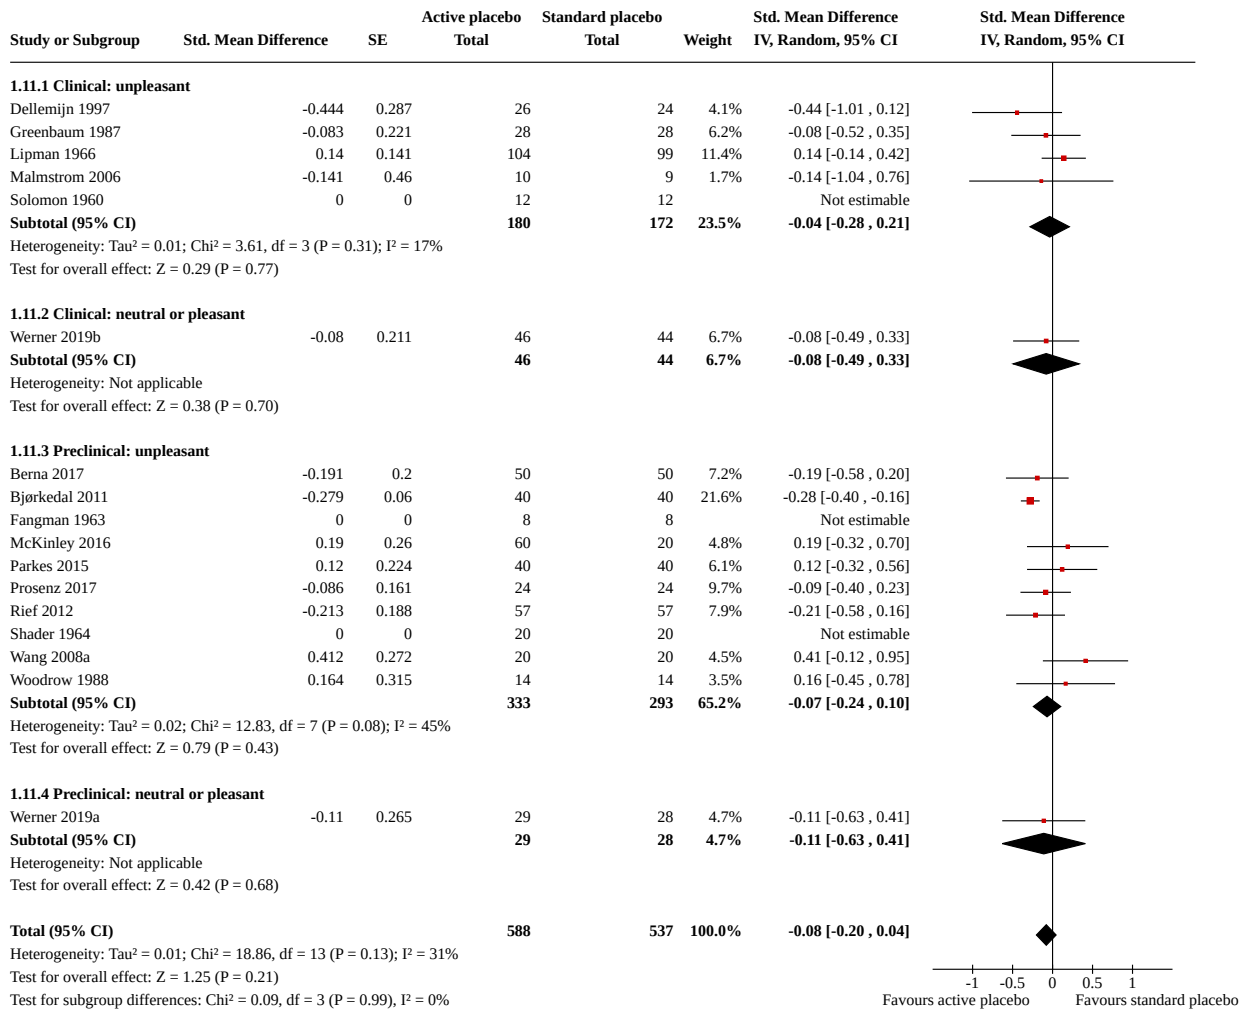 Active placebo Standard placebo Std. Mean Difference Std. Mean Difference
Study or Subgroup Std. Mean Difference SE Total Total Weight IV, Random, 95% CI IV, Random, 95% CI
1.11.1 Clinical: unpleasant
Dellemijn 1997 -0.444 0.287 26 24 4.1% -0.44 [-1.01 , 0.12]
Greenbaum 1987 -0.083 0.221 28 28 6.2% -0.08 [-0.52 , 0.35]
Lipman 1966 0.14 0.141 104 99 11.4% 0.14 [-0.14 , 0.42]
Malmstrom 2006 -0.141 0.46 10 9 1.7% -0.14 [-1.04 , 0.76]
Solomon 1960 0 0 12 12 Not estimable
Subtotal (95% CI) 180 172 23.5% -0.04 [-0.28 , 0.21]
Heterogeneity: Tau² = 0.01; Chi² = 3.61, df = 3 (P = 0.31); I² = 17%
Test for overall effect: Z = 0.29 (P = 0.77)
1.11.2 Clinical: neutral or pleasant
Werner 2019b -0.08 0.211 46 44 6.7% -0.08 [-0.49 , 0.33]
Subtotal (95% CI) 46 44 6.7% -0.08 [-0.49 , 0.33]
Heterogeneity: Not applicable
Test for overall effect: Z = 0.38 (P = 0.70)
1.11.3 Preclinical: unpleasant
Berna 2017 -0.191 0.2 50 50 7.2% -0.19 [-0.58 , 0.20]
Bjørkedal 2011 -0.279 0.06 40 40 21.6% -0.28 [-0.40 , -0.16]
Fangman 1963 0 0 8 8 Not estimable
McKinley 2016 0.19 0.26 60 20 4.8% 0.19 [-0.32 , 0.70]
Parkes 2015 0.12 0.224 40 40 6.1% 0.12 [-0.32 , 0.56]
Prosenz 2017 -0.086 0.161 24 24 9.7% -0.09 [-0.40 , 0.23]
Rief 2012 -0.213 0.188 57 57 7.9% -0.21 [-0.58 , 0.16]
Shader 1964 0 0 20 20 Not estimable
Wang 2008a 0.412 0.272 20 20 4.5% 0.41 [-0.12 , 0.95]
Woodrow 1988 0.164 0.315 14 14 3.5% 0.16 [-0.45 , 0.78]
Subtotal (95% CI) 333 293 65.2% -0.07 [-0.24 , 0.10]
Heterogeneity: Tau² = 0.02; Chi² = 12.83, df = 7 (P = 0.08); I² = 45%
Test for overall effect: Z = 0.79 (P = 0.43)
1.11.4 Preclinical: neutral or pleasant
Werner 2019a -0.11 0.265 29 28 4.7% -0.11 [-0.63 , 0.41]
Subtotal (95% CI) 29 28 4.7% -0.11 [-0.63 , 0.41]
Heterogeneity: Not applicable
Test for overall effect: Z = 0.42 (P = 0.68)
Total (95% CI) 588 537 100.0% -0.08 [-0.20 , 0.04]
Heterogeneity: Tau² = 0.01; Chi² = 18.86, df = 13 (P = 0.13); I² = 31%
Test for overall effect: Z = 1.25 (P = 0.21)
-1 -0.5 0 0.5 1
Test for subgroup differences: Chi² = 0.09, df = 3 (P = 0.99), I² = 0% Favours active placebo Favours standard placebo